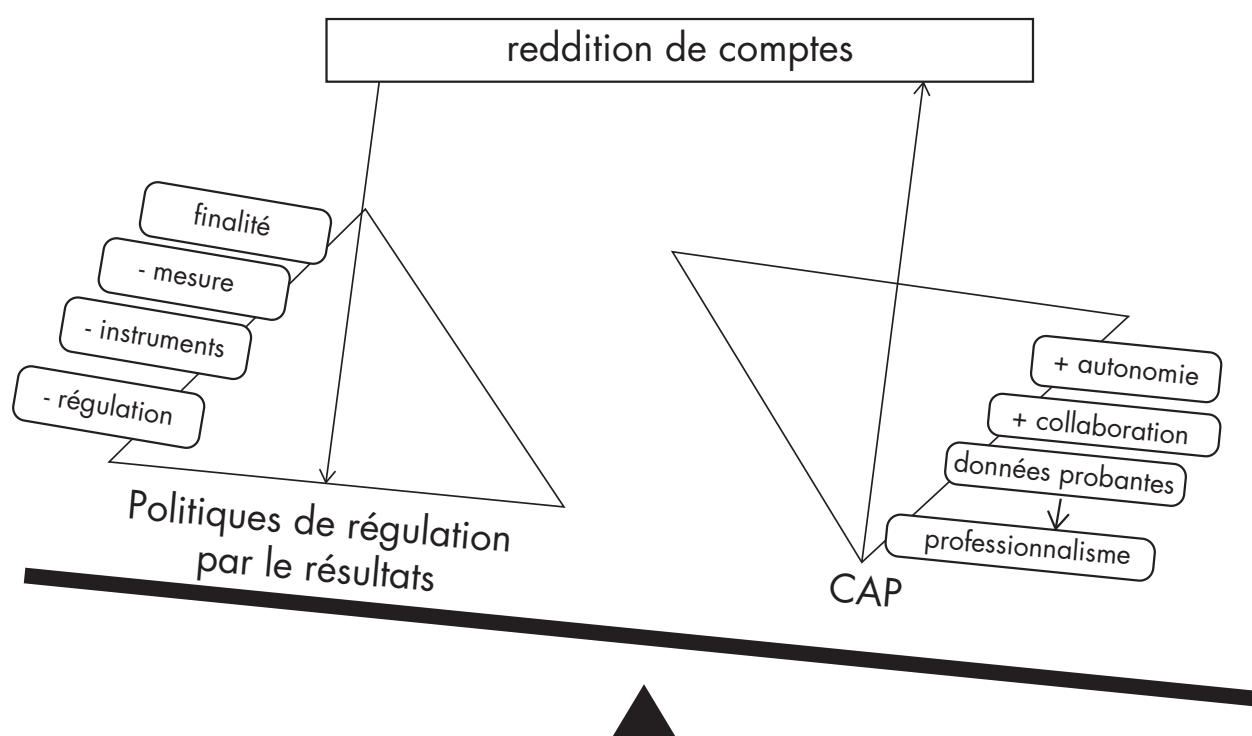 reddition de comptes
finalité
- mesure
- instruments
- régulation
Politiques de régulation
par le résultats
+ autonomie
+ collaboration
données probantes
professionnalisme
CAP